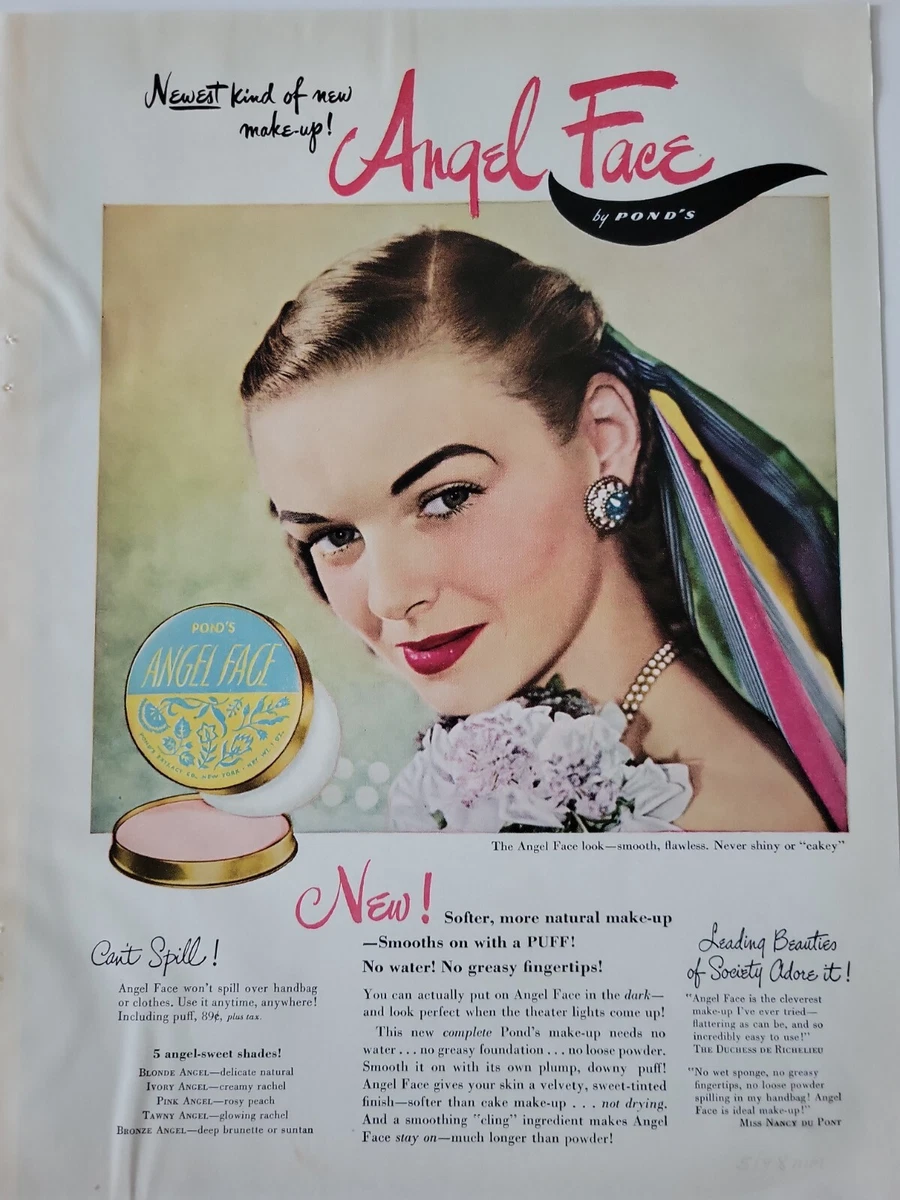 Newest kind of new
make-up!
Angel Face
by POND'S
POND'S
ANGEL FACE
POND'S EXTRACT CO. NEW YORK · NET WT. 1 OZ.
The Angel Face look—smooth, flawless. Never shiny or "cakey"
New! Softer, more natural make-up
—Smooths on with a PUFF!
No water! No greasy fingertips!
You can actually put on Angel Face in the dark—
and look perfect when the theater lights come up!
This new complete Pond's make-up needs no
water . . . no greasy foundation . . . no loose powder.
Smooth it on with its own plump, downy puff!
Angel Face gives your skin a velvety, sweet-tinted
finish—softer than cake make-up . . . not drying.
And a smoothing "cling" ingredient makes Angel
Face stay on—much longer than powder!
Can't Spill!
Angel Face won't spill over handbag
or clothes. Use it anytime, anywhere!
Including puff, 89¢, plus tax.
5 angel-sweet shades!
BLONDE ANGEL—delicate natural
IVORY ANGEL—creamy rachel
PINK ANGEL—rosy peach
TAWNY ANGEL—glowing rachel
BRONZE ANGEL—deep brunette or suntan
Leading Beauties
of Society Adore it!
"Angel Face is the cleverest
make-up I've ever tried—
flattering as can be, and so
incredibly easy to use!"
THE DUCHESS DE RICHELIEU
"No wet sponge, no greasy
fingertips, no loose powder
spilling in my handbag! Angel
Face is ideal make-up!"
MISS NANCY DU PONT